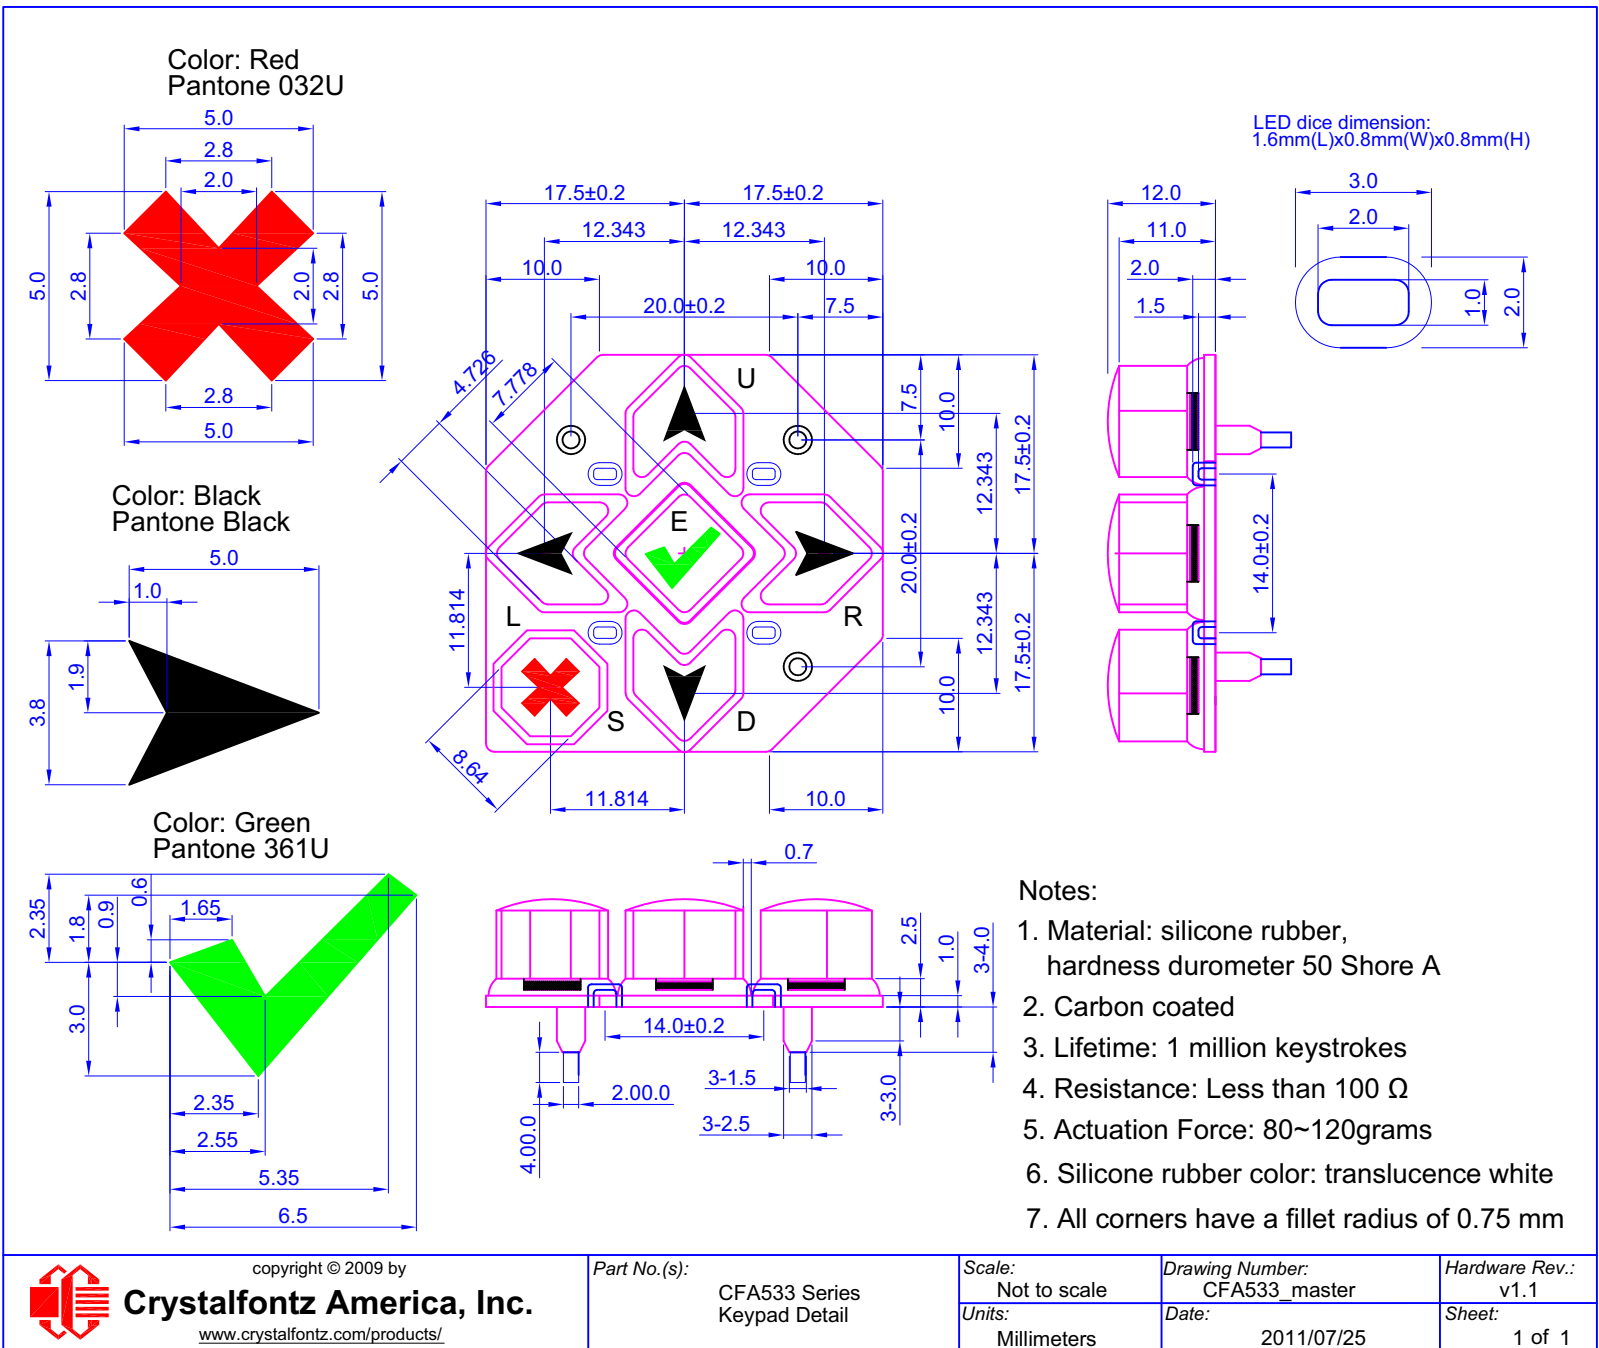 Color: Red
Pantone 032U
5.0
2.8
2.0
5.0
2.8
2.0
2.8
5.0
2.8
5.0
Color: Black
Pantone Black
5.0
1.0
1.9
3.8
Color: Green
Pantone 361U
2.35
1.8
0.9
0.6
1.65
3.0
2.35
2.55
5.35
6.5
17.5±0.2
17.5±0.2
12.343
12.343
10.0
10.0
20.0±0.2
7.5
4.726
7.778
U
E
L
R
S
D
7.5
10.0
12.343
17.5±0.2
20.0±0.2
12.343
17.5±0.2
10.0
11.814
8.64
11.814
10.0
12.0
11.0
2.0
1.5
14.0±0.2
LED dice dimension:
1.6mm(L)x0.8mm(W)x0.8mm(H)
3.0
2.0
1.0
2.0
0.7
2.5
1.0
3-4.0
14.0±0.2
3-1.5
2.00.0
3-2.5
4.00.0
3-3.0
Notes:
1. Material: silicone rubber,
hardness durometer 50 Shore A
2. Carbon coated
3. Lifetime: 1 million keystrokes
4. Resistance: Less than 100 Ω
5. Actuation Force: 80~120grams
6. Silicone rubber color: translucence white
7. All corners have a fillet radius of 0.75 mm
copyright © 2009 by
Crystalfontz America, Inc.
www.crystalfontz.com/products/
Part No.(s):
CFA533 Series
Keypad Detail
Scale:
Not to scale
Units:
Millimeters
Drawing Number:
CFA533_master
Date:
2011/07/25
Hardware Rev.:
v1.1
Sheet:
1 of 1